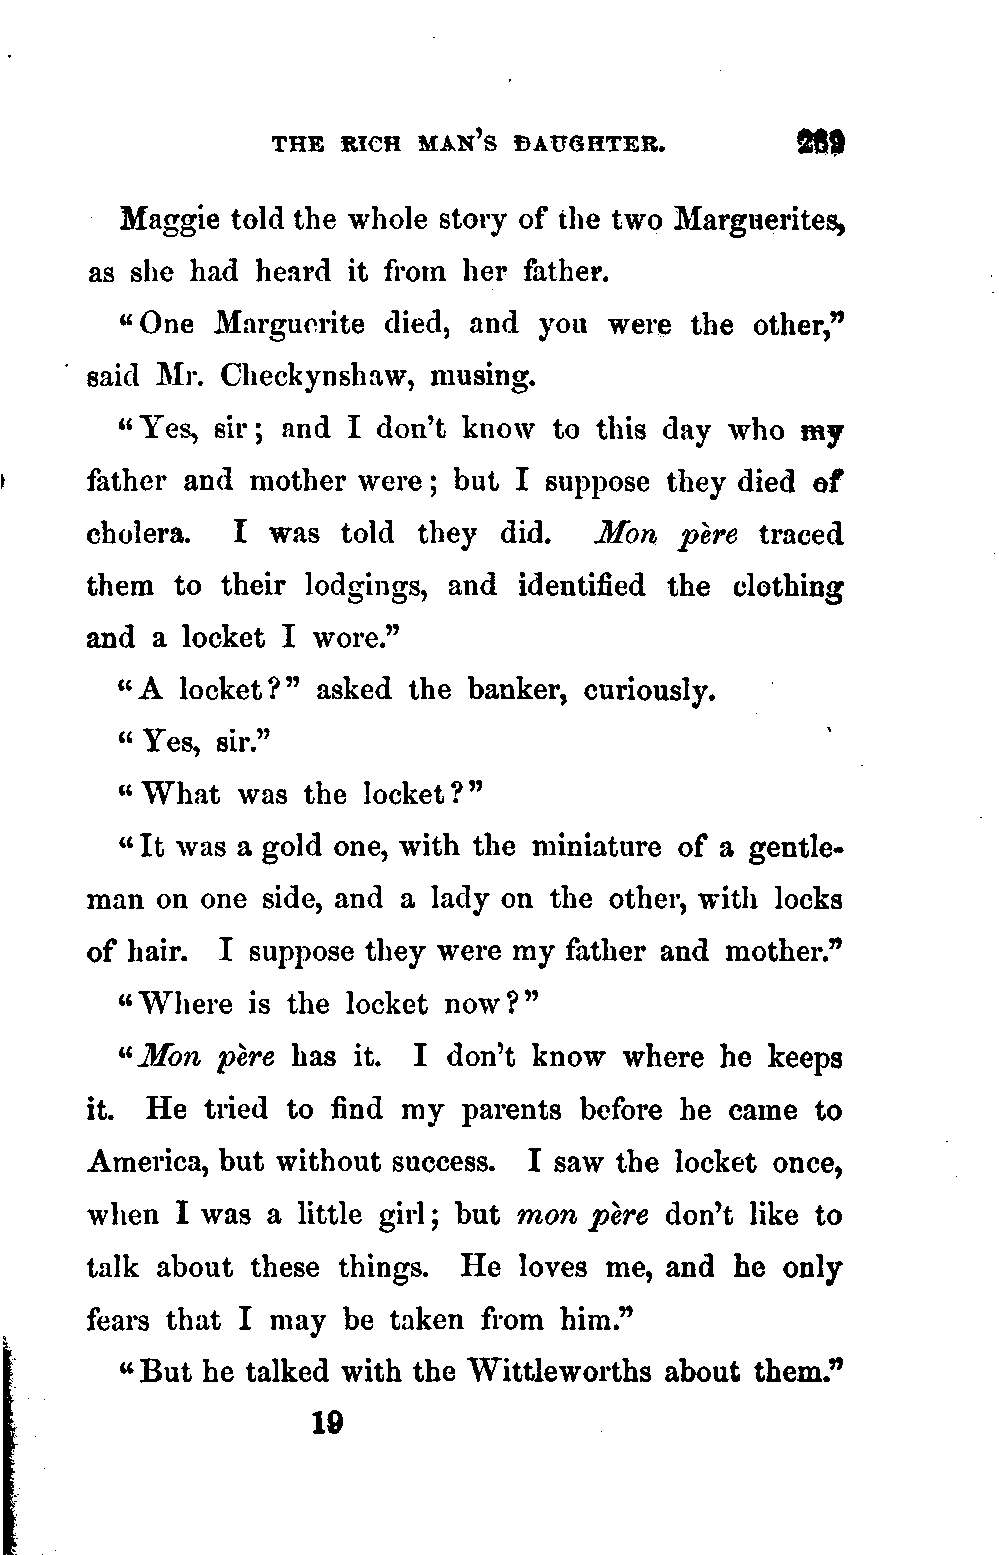 THE RICH MAN'S DAUGHTER. 289
Maggie told the whole story of the two Marguerites,
as she had heard it from her father.
“One Marguerite died, and you were the other,”
said Mr. Checkynshaw, musing.
“Yes, sir; and I don't know to this day who my
father and mother were; but I suppose they died of
cholera. I was told they did. Mon père traced
them to their lodgings, and identified the clothing
and a locket I wore.”
“A locket?” asked the banker, curiously.
“Yes, sir.”
“What was the locket?”
“It was a gold one, with the miniature of a gentle-
man on one side, and a lady on the other, with locks
of hair. I suppose they were my father and mother.”
“Where is the locket now?”
“Mon père has it. I don't know where he keeps
it. He tried to find my parents before he came to
America, but without success. I saw the locket once,
when I was a little girl; but mon père don't like to
talk about these things. He loves me, and he only
fears that I may be taken from him.”
“But he talked with the Wittleworths about them.”
19